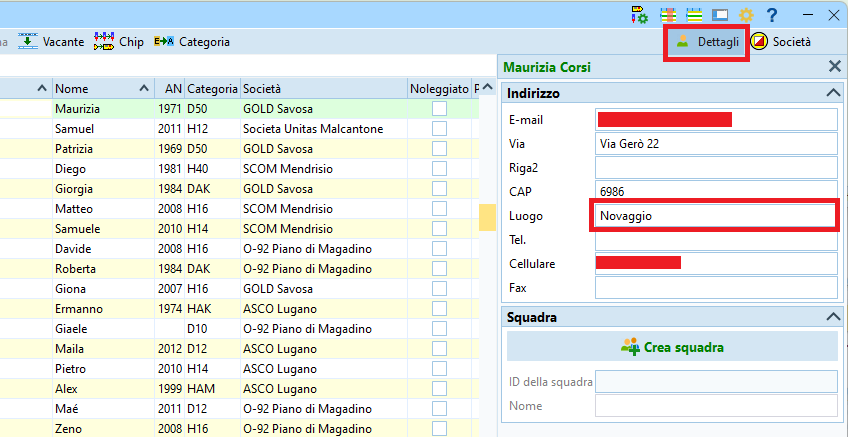 na Vacante Chip E→A Categoria Dettagli Società
Maurizia Corsi
Nome AN Categoria Società Noleggiato P
Maurizia 1971 D50 GOLD Savosa
Samuel 2011 H12 Societa Unitas Malcantone
Patrizia 1969 D50 GOLD Savosa
Diego 1981 H40 SCOM Mendrisio
Giorgia 1984 DAK GOLD Savosa
Matteo 2008 H16 SCOM Mendrisio
Samuele 2010 H14 SCOM Mendrisio
Davide 2008 H16 O-92 Piano di Magadino
Roberta 1984 DAK O-92 Piano di Magadino
Giona 2007 H16 GOLD Savosa
Ermanno 1974 HAK ASCO Lugano
Giaele D10 O-92 Piano di Magadino
Maila 2012 D12 ASCO Lugano
Pietro 2010 H14 ASCO Lugano
Alex 1999 HAM ASCO Lugano
Maé 2011 D12 O-92 Piano di Magadino
Zeno 2008 H16 O-92 Piano di Magadino
Indirizzo
E-mail
Via Via Gerò 22
Riga2
CAP 6986
Luogo Novaggio
Tel.
Cellulare
Fax
Squadra
Crea squadra
ID della squadra
Nome